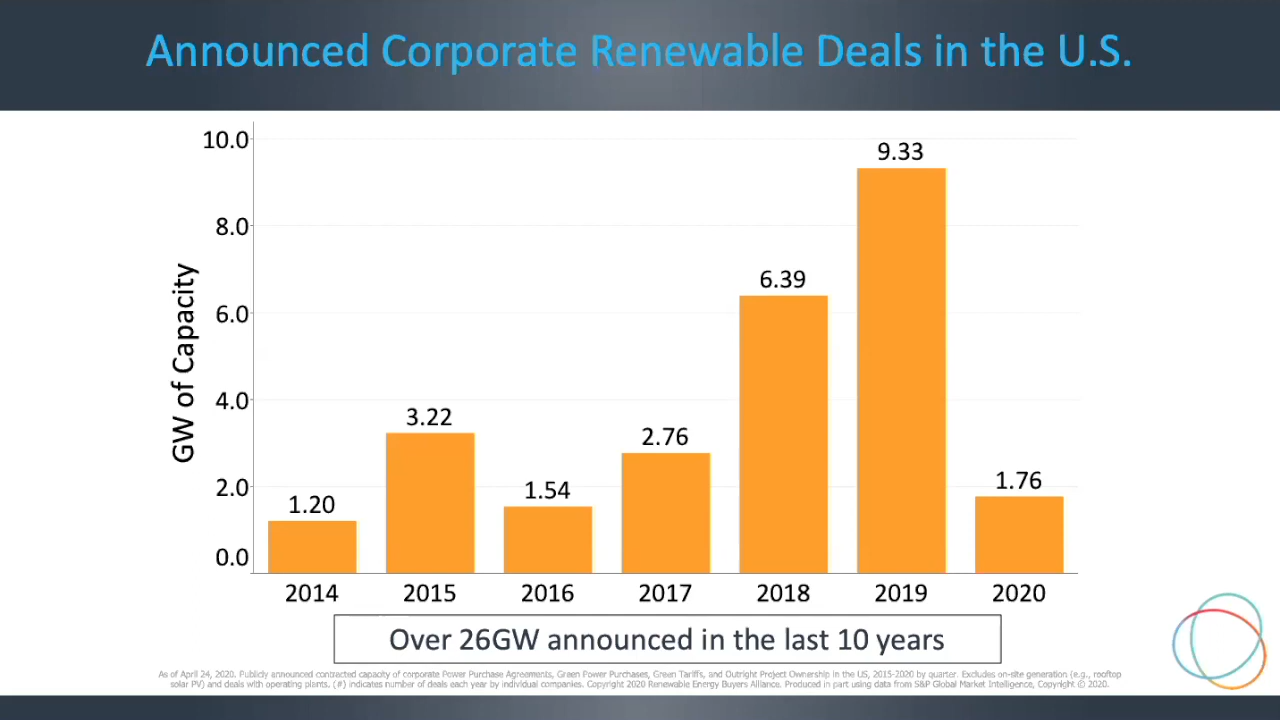 Announced Corporate Renewable Deals in the U.S.
GW of Capacity
10.0
8.0
6.0
4.0
2.0
0.0
1.20
3.22
1.54
2.76
6.39
9.33
1.76
2014 2015 2016 2017 2018 2019 2020
Over 26GW announced in the last 10 years
As of April 24, 2020. Publicly announced contracted capacity of corporate Power Purchase Agreements, Green Power Purchases, Green Tariffs, and Outright Project Ownership in the US, 2015-2020 by quarter. Excludes on-site generation (e.g., rooftop
solar PV) and deals with operating plants. (#) indicates number of deals each year by individual companies. Copyright 2020 Renewable Energy Buyers Alliance. Produced in part using data from S&P Global Market Intelligence, Copyright © 2020.